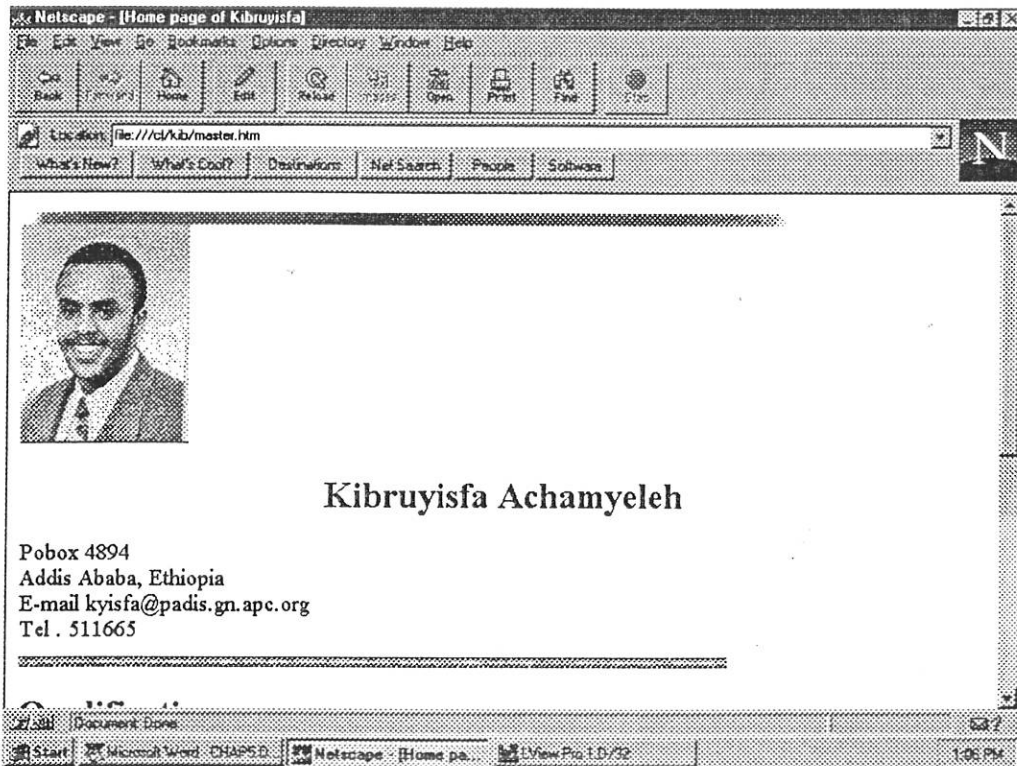 Netscape - [Home page of Kibruyisfa]
File Edit View Go Bookmarks Options Directory Window Help
Back Forward Home Edit Reload Images Open Print Find Stop
Location: file:///c|/kib/master.htm
What's New? What's Cool? Destinations Net Search People Software
N
Kibruyisfa Achamyeleh
Pobox 4894
Addis Ababa, Ethiopia
E-mail kyisfa@padis.gn.apc.org
Tel . 511665
Document Done
Start Microsoft Word - CHAP5.D... Netscape - [Home pa... LView Pro 1.D/32 1:06 PM